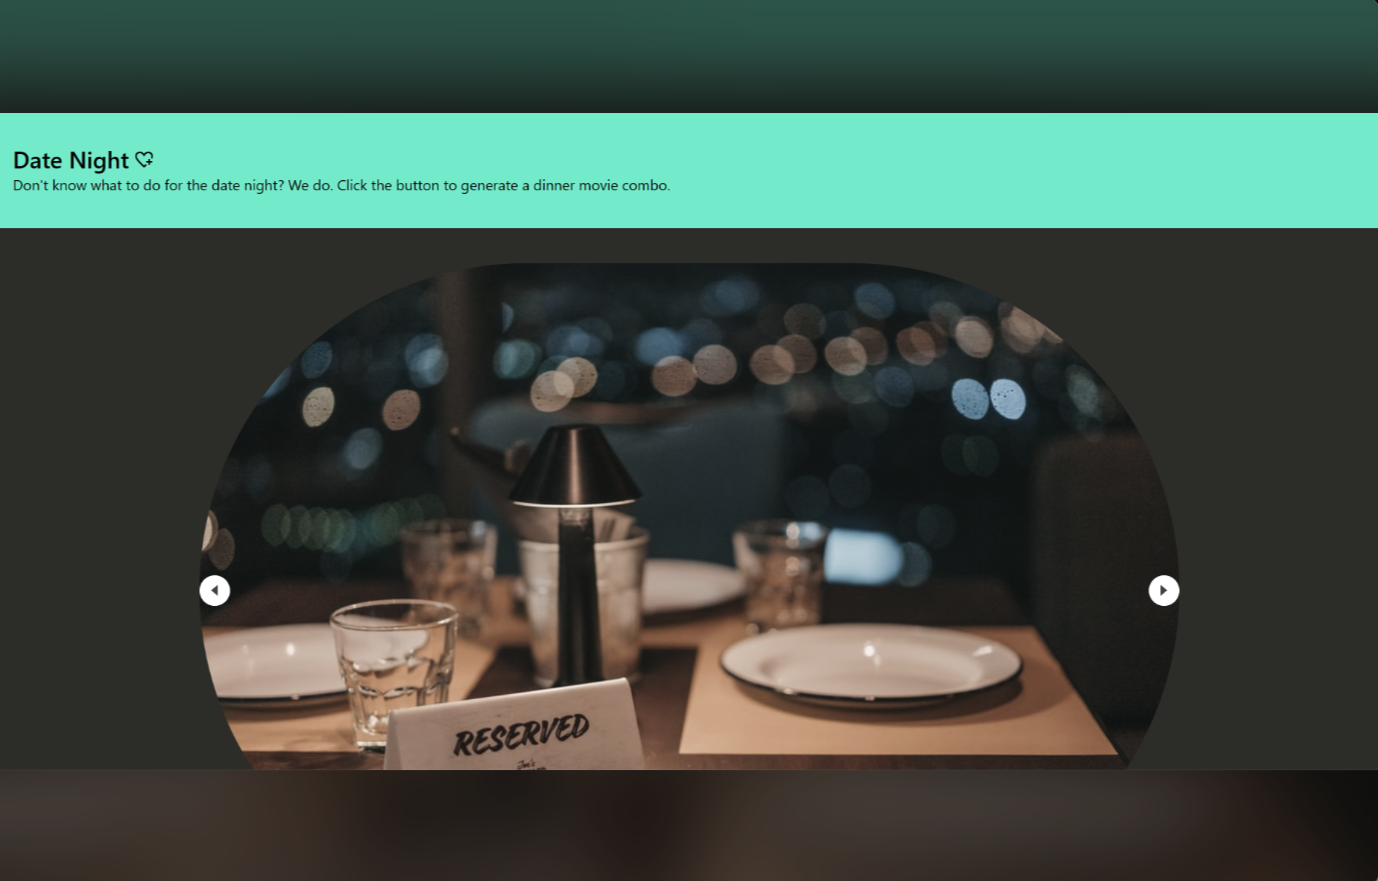 Date Night
Don't know what to do for the date night? We do. Click the button to generate a dinner movie combo.
RESERVED
Joe's